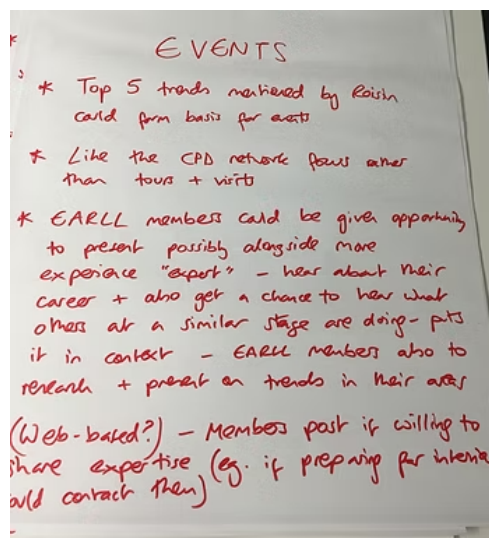 EVENTS
* Top 5 trends mentioned by Roisin
could form basis for events
* Like the CPD network focus rather
than tours + visits
* EARLL members could be given opportunity
to present possibly alongside more
experience "expert" - hear about their
career + also get a chance to hear what
others at a similar stage are doing - puts
it in context - EARLL members also to
research + present on trends in their areas
(Web-based?) - Members post if willing to
share expertise (eg. if preparing for
contact them)